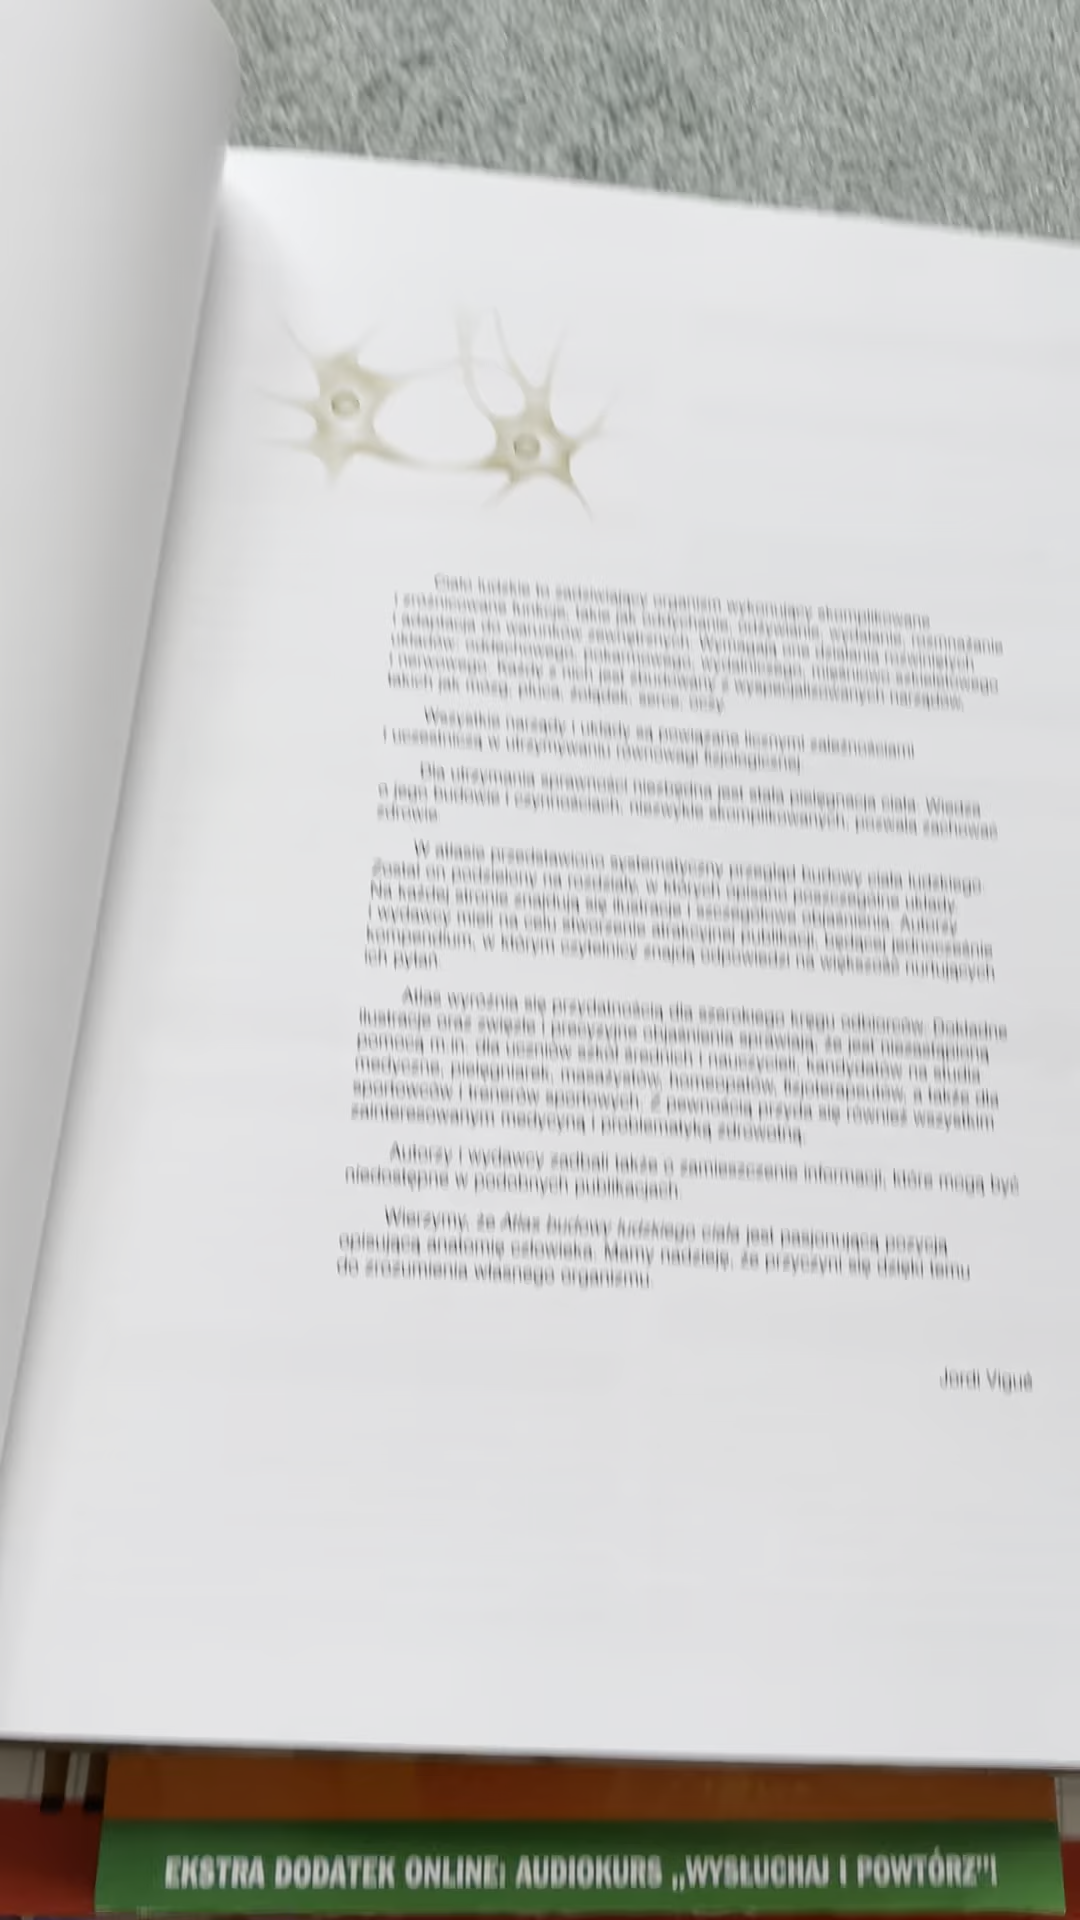 Ciało ludzkie to zadziwiający organizm wykonujący skomplikowane
i zróżnicowane funkcje, takie jak oddychanie, odżywianie, wydalanie, rozmnażanie
i adaptacja do warunków zewnętrznych. Wymagają one działania rozwiniętych
układów: oddechowego, pokarmowego, wydalniczego, mięśniowo-szkieletowego
i nerwowego. Każdy z nich jest zbudowany z wyspecjalizowanych narządów,
takich jak mózg, płuca, żołądek, serce, oczy.
Wszystkie narządy i układy są powiązane licznymi zależnościami
i uczestniczą w utrzymywaniu równowagi fizjologicznej.
Dla utrzymania sprawności niezbędna jest stała pielęgnacja ciała. Wiedza
o jego budowie i czynnościach, niezwykle skomplikowanych, pozwala zachować
zdrowie.
W atlasie przedstawiono systematyczny przegląd budowy ciała ludzkiego.
Został on podzielony na rozdziały, w których opisano poszczególne układy.
Na każdej stronie znajdują się ilustracje i szczegółowe objaśnienia. Autorzy
i wydawcy mieli na celu stworzenie atrakcyjnej publikacji, będącej jednocześnie
kompendium, w którym czytelnicy znajdą odpowiedzi na większość nurtujących
ich pytań.
Atlas wyróżnia się przydatnością dla szerokiego kręgu odbiorców. Dokładne
ilustracje oraz zwięzłe i precyzyjne objaśnienia sprawiają, że jest niezastąpioną
pomocą m.in. dla uczniów szkół średnich i nauczycieli, kandydatów na studia
medyczne, pielęgniarek, masażystów, homeopatów, fizjoterapeutów, a także dla
sportowców i trenerów sportowych. Z pewnością przyda się również wszystkim
zainteresowanym medycyną i problematyką zdrowotną.
Autorzy i wydawcy zadbali także o zamieszczenie informacji, które mogą być
niedostępne w podobnych publikacjach.
Wierzymy, że Atlas budowy ludzkiego ciała jest pasjonującą pozycją
opisującą anatomię człowieka. Mamy nadzieję, że przyczyni się dzięki temu
do zrozumienia własnego organizmu.
Jordi Vigué
EKSTRA DODATEK ONLINE: AUDIOKURS „WYSŁUCHAJ I POWTÓRZ"!